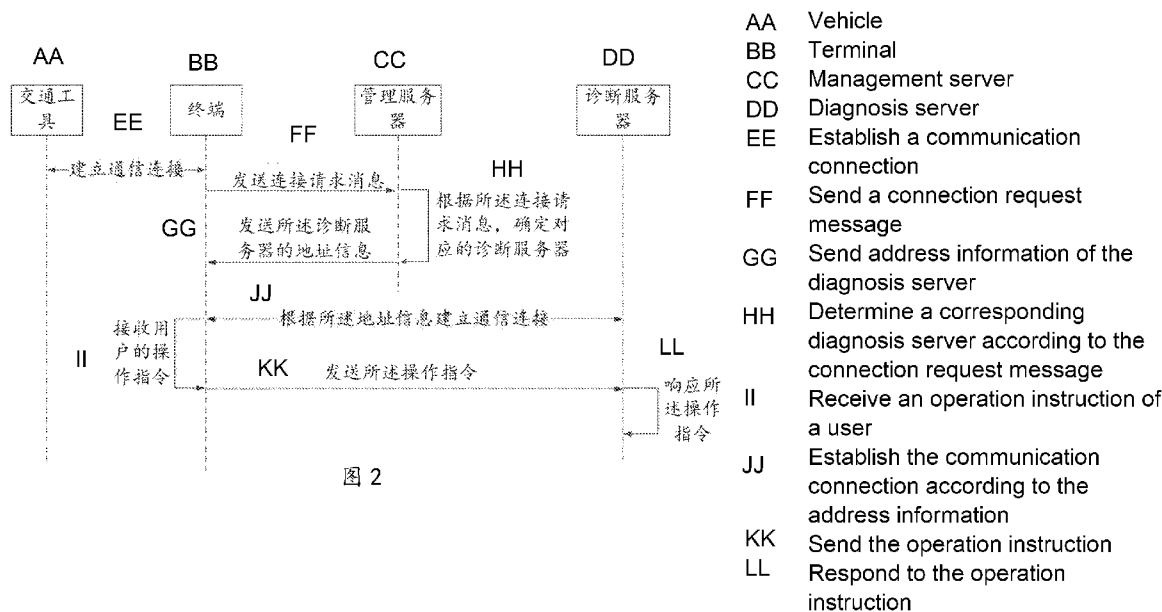 AA
BB
CC
DD
交通工
具
终端
管理服务
器
诊断服务
器
EE
建立通信连接
FF
发送连接请求消息
HH
根据所述连接请
求消息，确定对
应的诊断服务器
GG
发送所述诊断服
务器的地址信息
JJ
根据所述地址信息建立通信连接
II
接收用
户的操
作指令
KK
发送所述操作指令
LL
响应所
述操作
指令
图 2
AA Vehicle
BB Terminal
CC Management server
DD Diagnosis server
EE Establish a communication
connection
FF Send a connection request
message
GG Send address information of the
diagnosis server
HH Determine a corresponding
diagnosis server according to the
connection request message
II Receive an operation instruction of
a user
JJ Establish the communication
connection according to the
address information
KK Send the operation instruction
LL Respond to the operation
instruction